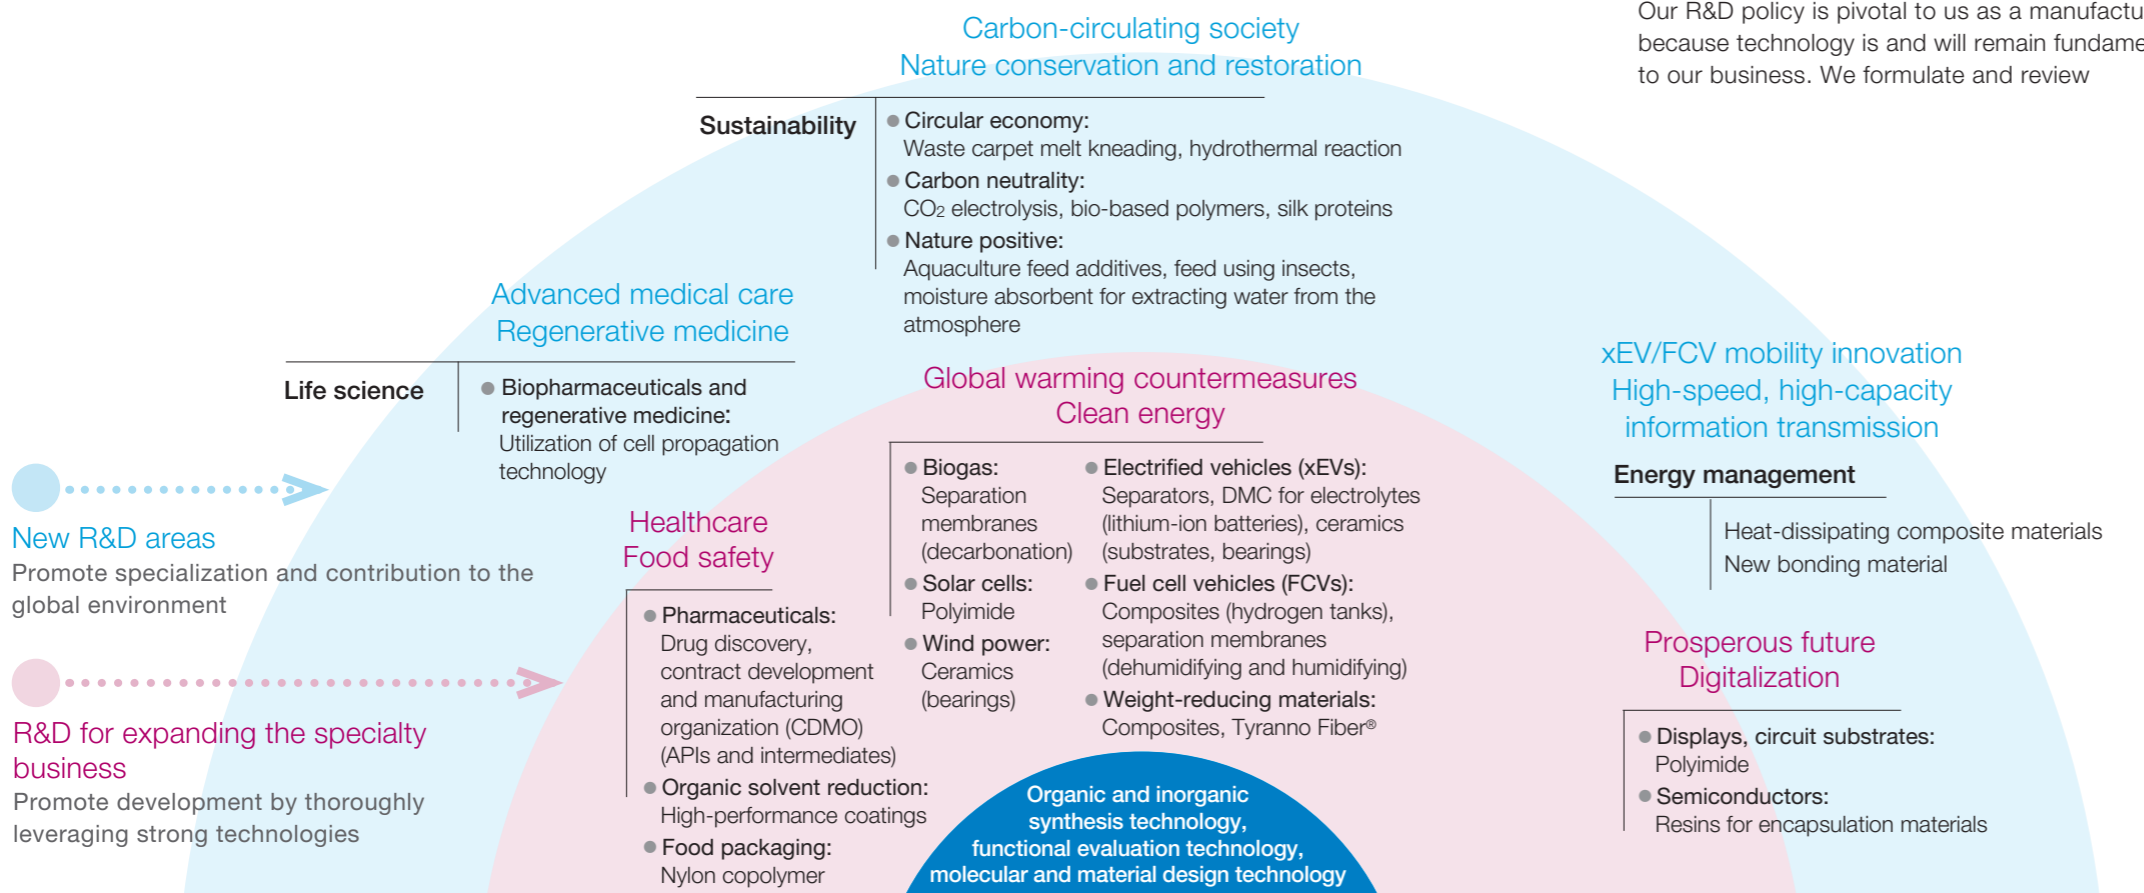 Our R&D policy is pivotal to us as a manufactu
because technology is and will remain fundame
to our business. We formulate and review
Carbon-circulating society
Nature conservation and restoration
Sustainability
● Circular economy:
Waste carpet melt kneading, hydrothermal reaction
● Carbon neutrality:
CO₂ electrolysis, bio-based polymers, silk proteins
● Nature positive:
Aquaculture feed additives, feed using insects,
moisture absorbent for extracting water from the
atmosphere
Advanced medical care
Regenerative medicine
Life science
● Biopharmaceuticals and
regenerative medicine:
Utilization of cell propagation
technology
xEV/FCV mobility innovation
High-speed, high-capacity
information transmission
Energy management
Heat-dissipating composite materials
New bonding material
New R&D areas
Promote specialization and contribution to the
global environment
R&D for expanding the specialty
business
Promote development by thoroughly
leveraging strong technologies
Healthcare
Food safety
● Pharmaceuticals:
Drug discovery,
contract development
and manufacturing
organization (CDMO)
(APIs and intermediates)
● Organic solvent reduction:
High-performance coatings
● Food packaging:
Nylon copolymer
Global warming countermeasures
Clean energy
● Biogas:
Separation
membranes
(decarbonation)
● Solar cells:
Polyimide
● Wind power:
Ceramics
(bearings)
● Electrified vehicles (xEVs):
Separators, DMC for electrolytes
(lithium-ion batteries), ceramics
(substrates, bearings)
● Fuel cell vehicles (FCVs):
Composites (hydrogen tanks),
separation membranes
(dehumidifying and humidifying)
● Weight-reducing materials:
Composites, Tyranno Fiber®
Prosperous future
Digitalization
● Displays, circuit substrates:
Polyimide
● Semiconductors:
Resins for encapsulation materials
Organic and inorganic
synthesis technology,
functional evaluation technology,
molecular and material design technology